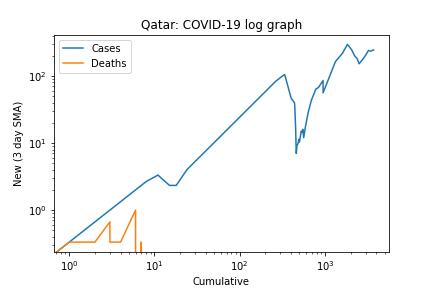 Qatar: COVID-19 log graph
Cases
Deaths
New (3 day SMA)
10²
10¹
10⁰
10⁰ 10¹ 10² 10³
Cumulative